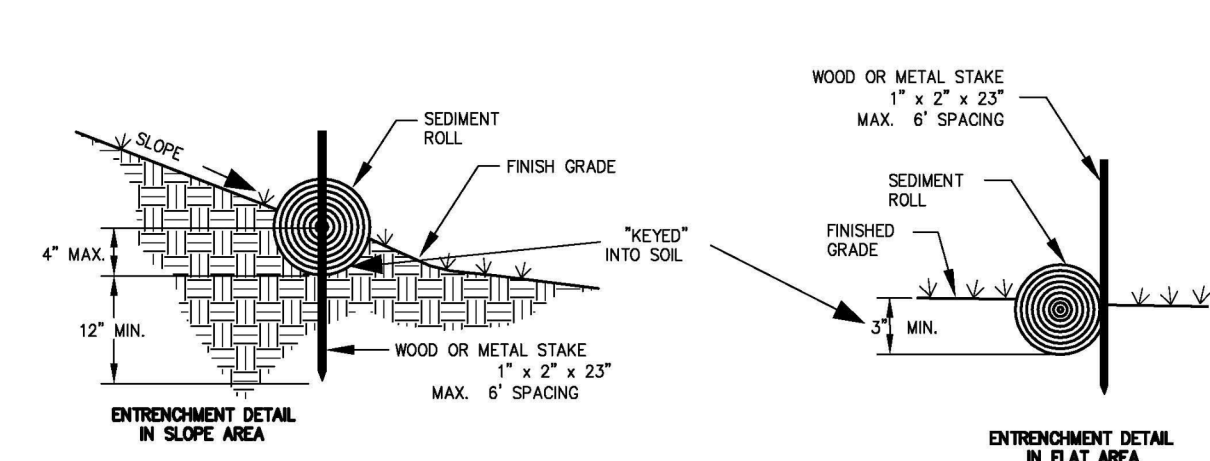 SLOPE
SEDIMENT
ROLL
FINISH GRADE
4" MAX.
12" MIN.
"KEYED"
INTO SOIL
WOOD OR METAL STAKE
1" x 2" x 23"
MAX. 6' SPACING
ENTRENCHMENT DETAIL
IN SLOPE AREA
WOOD OR METAL STAKE
1" x 2" x 23"
MAX. 6' SPACING
SEDIMENT
ROLL
FINISHED
GRADE
3" MIN.
ENTRENCHMENT DETAIL
IN FLAT AREA